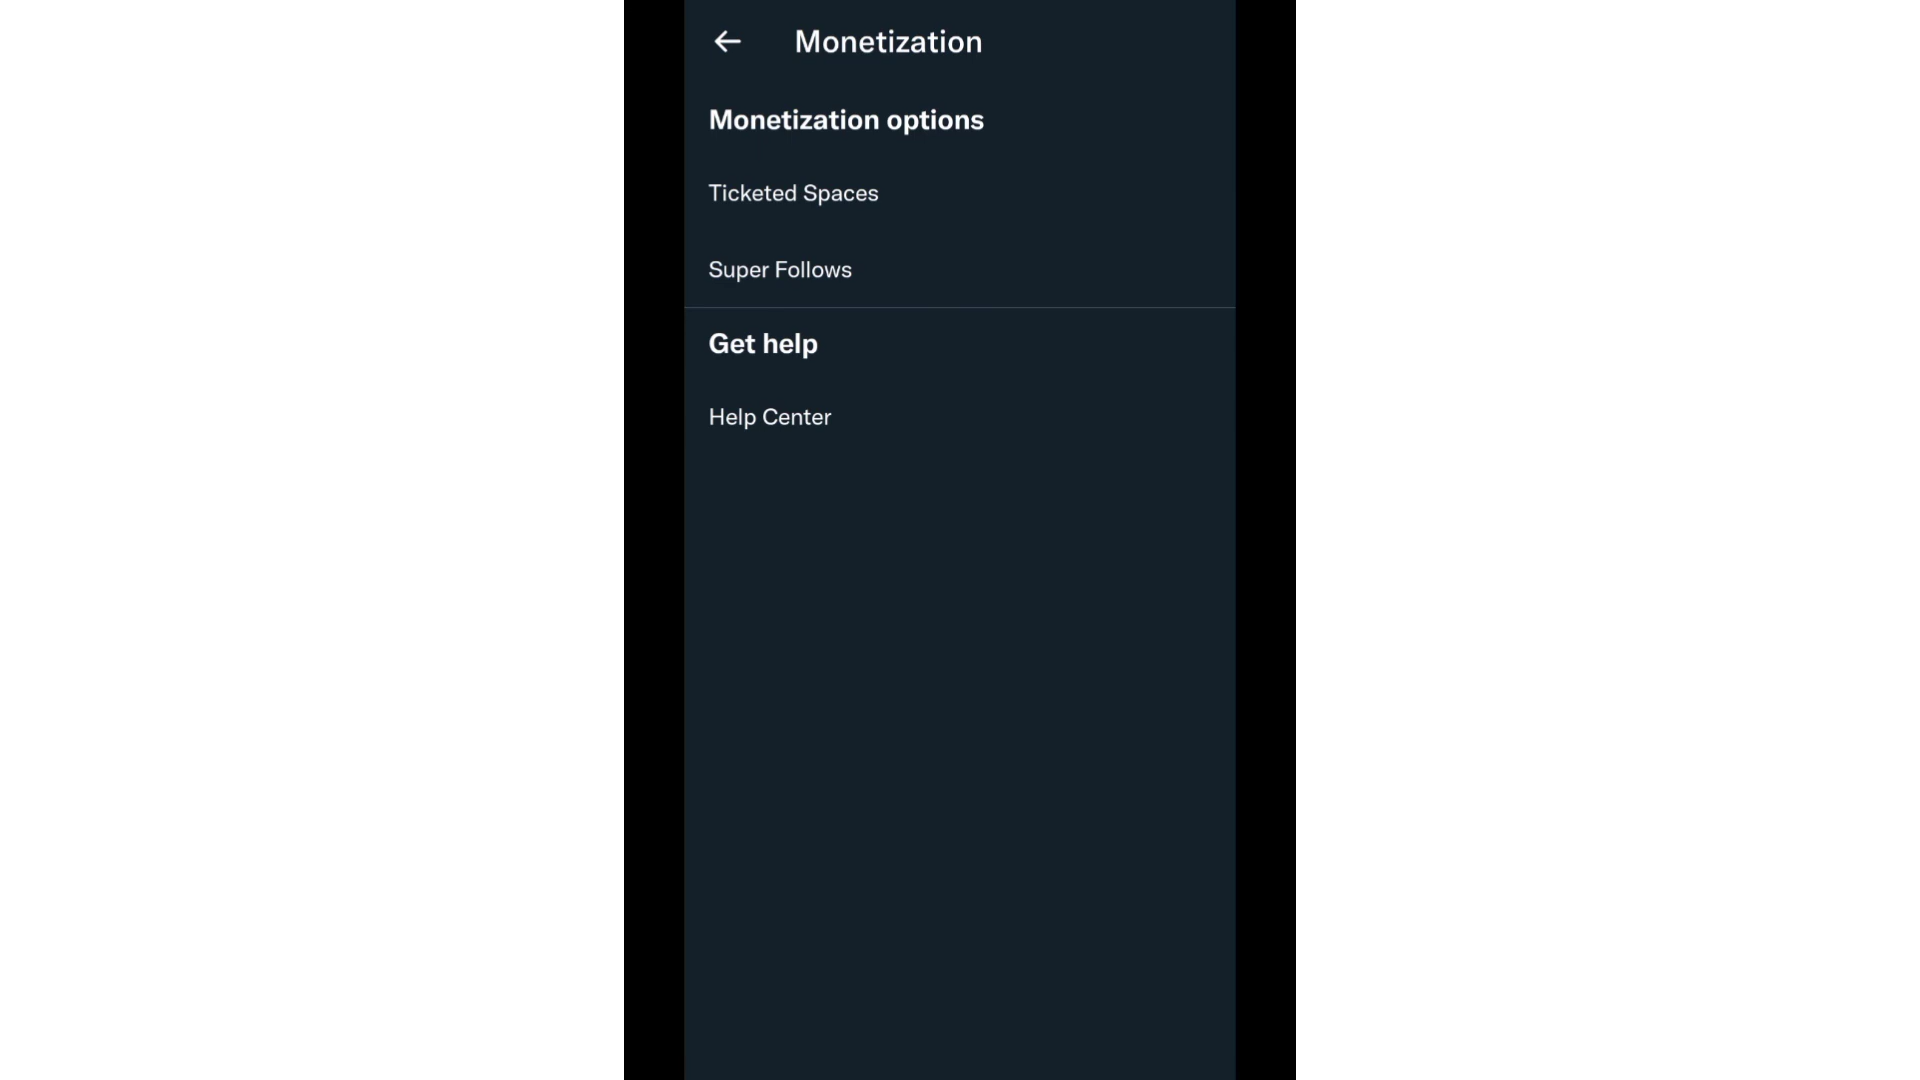 Monetization
Monetization options
Ticketed Spaces
Super Follows
Get help
Help Center